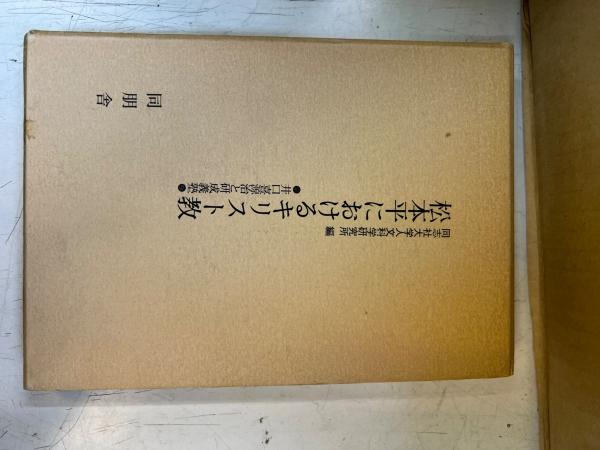 同志社大学人文科学研究所 編
松本平におけるキリスト教
●井口喜源治と研成義塾●
同朋舎